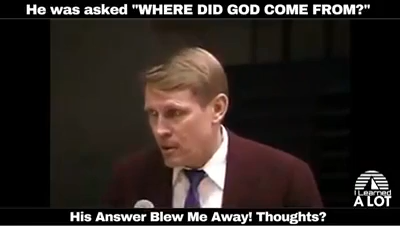 He was asked "WHERE DID GOD COME FROM?"
I Learned
A LOT
His Answer Blew Me Away! Thoughts?